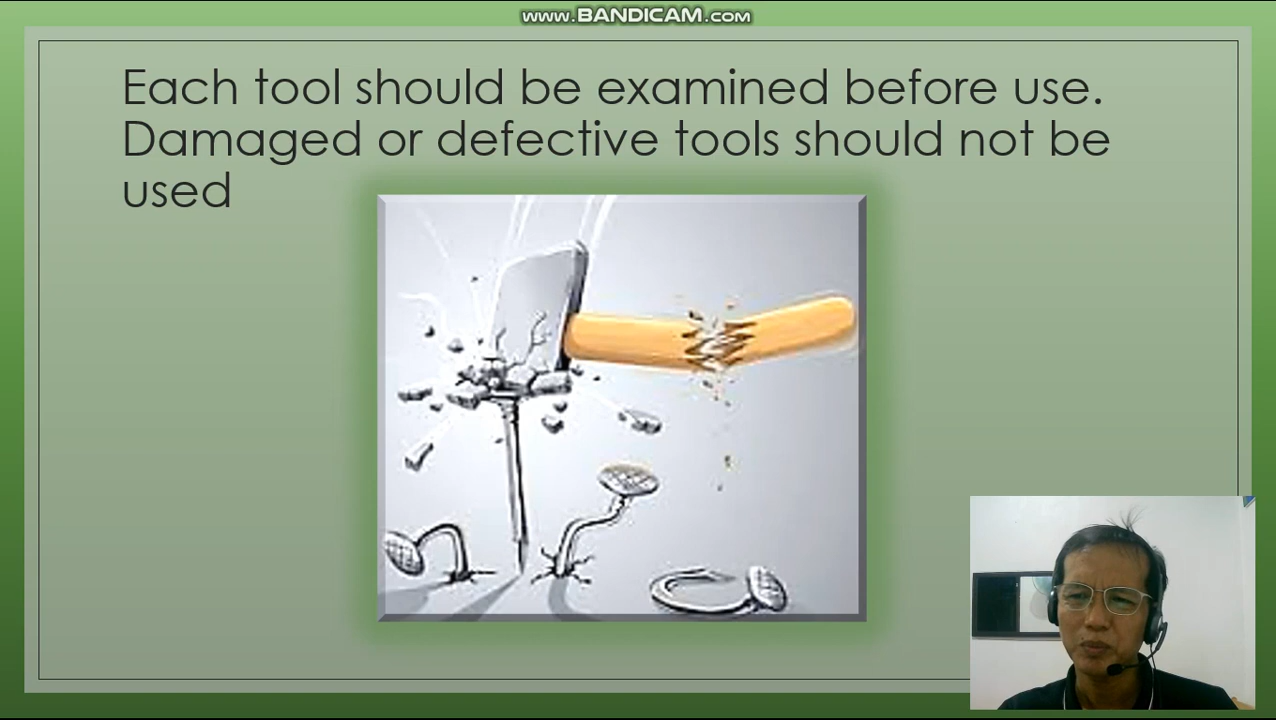 www.BANDICAM.com
Each tool should be examined before use.
Damaged or defective tools should not be
used